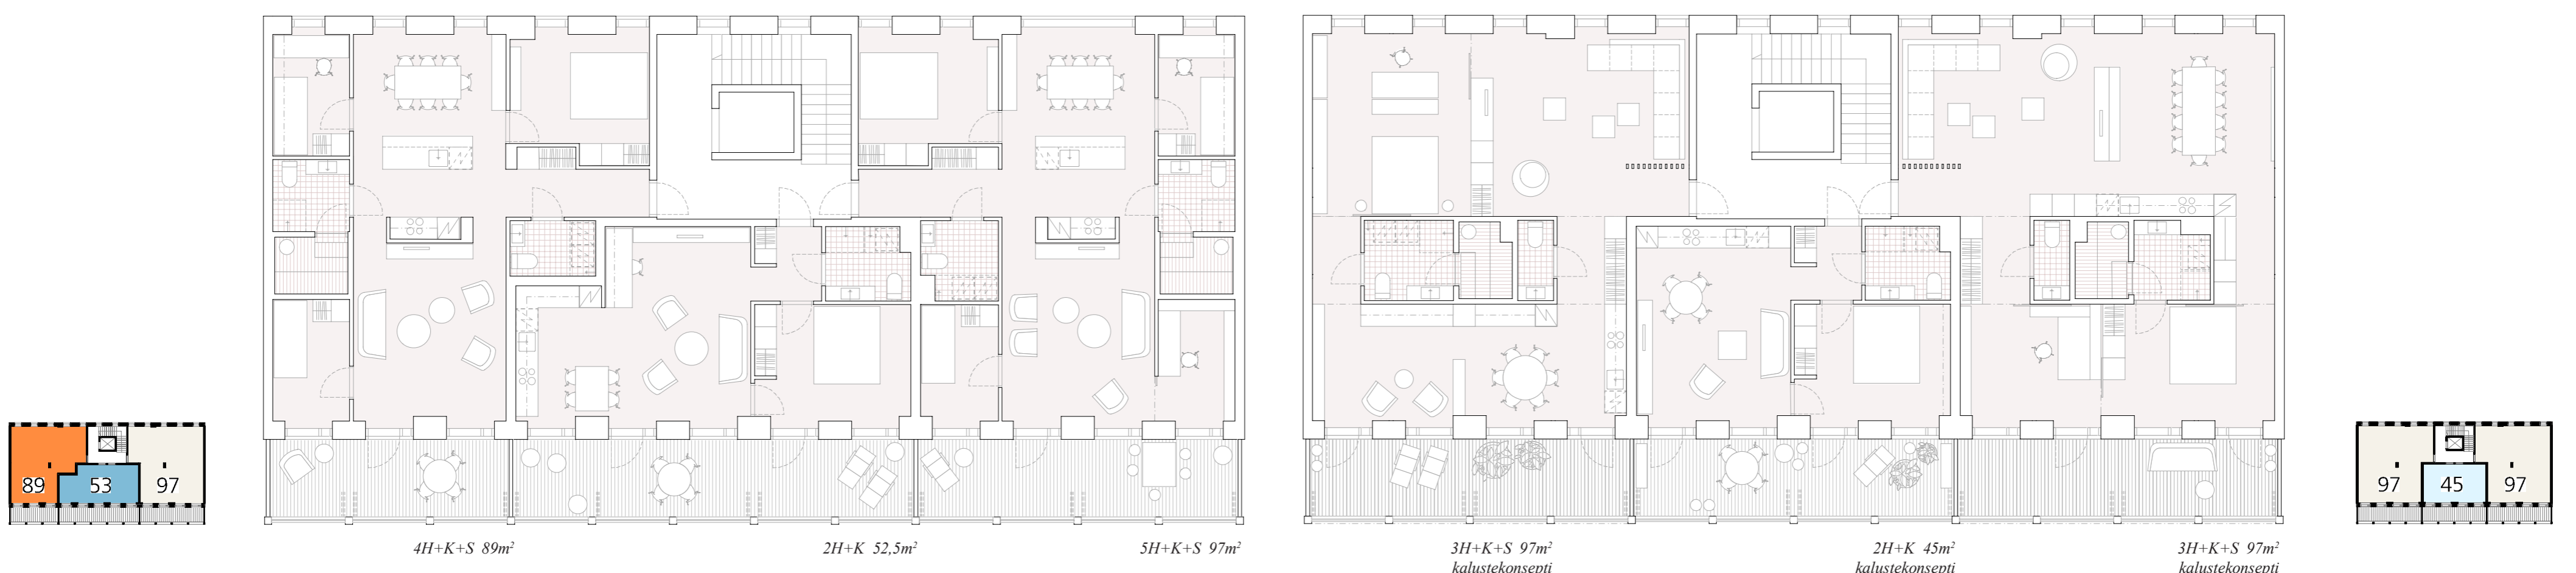 89
53
97
4H+K+S 89m²
2H+K 52,5m²
5H+K+S 97m²
3H+K+S 97m²
kalustekonsepti
2H+K 45m²
kalustekonsepti
3H+K+S 97m²
kalustekonsepti
97
45
97